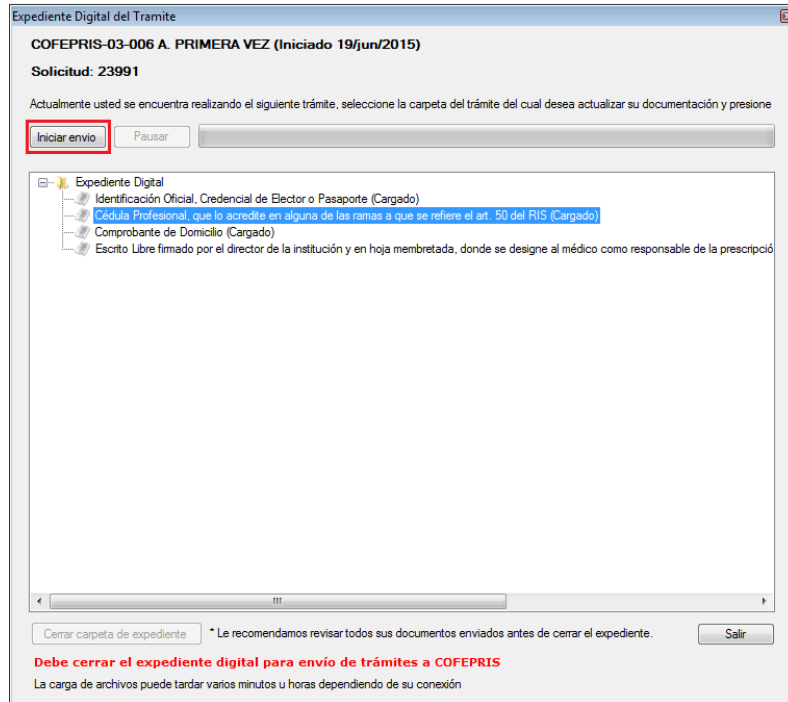 Expediente Digital del Tramite
COFEPRIS-03-006 A. PRIMERA VEZ (Iniciado 19/jun/2015)
Solicitud: 23991
Actualmente usted se encuentra realizando el siguiente trámite, seleccione la carpeta del trámite del cual desea actualizar su documentación y presione
Iniciar envio Pausar
Expediente Digital
Identificación Oficial, Credencial de Elector o Pasaporte (Cargado)
Cédula Profesional, que lo acredite en alguna de las ramas a que se refiere el art. 50 del RIS (Cargado)
Comprobante de Domicilio (Cargado)
Escrito Libre firmado por el director de la institución y en hoja membretada, donde se designe al médico como responsable de la prescripció
Cerrar carpeta de expediente * Le recomendamos revisar todos sus documentos enviados antes de cerrar el expediente. Salir
Debe cerrar el expediente digital para envío de trámites a COFEPRIS
La carga de archivos puede tardar varios minutos u horas dependiendo de su conexión